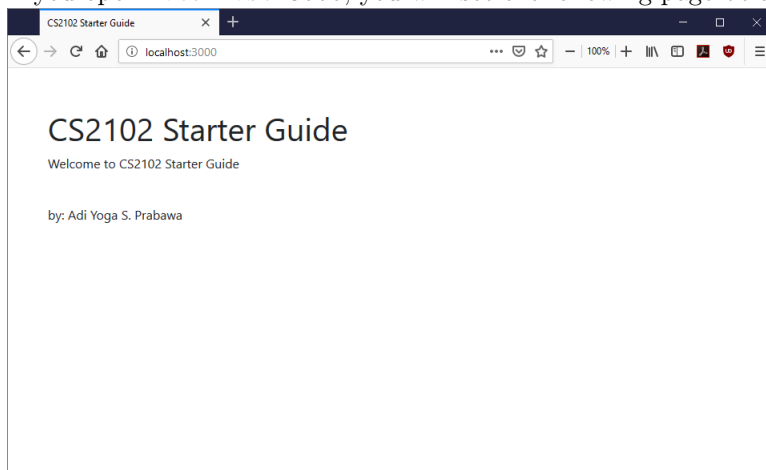 CS2102 Starter Guide
localhost:3000
100%
CS2102 Starter Guide
Welcome to CS2102 Starter Guide
by: Adi Yoga S. Prabawa